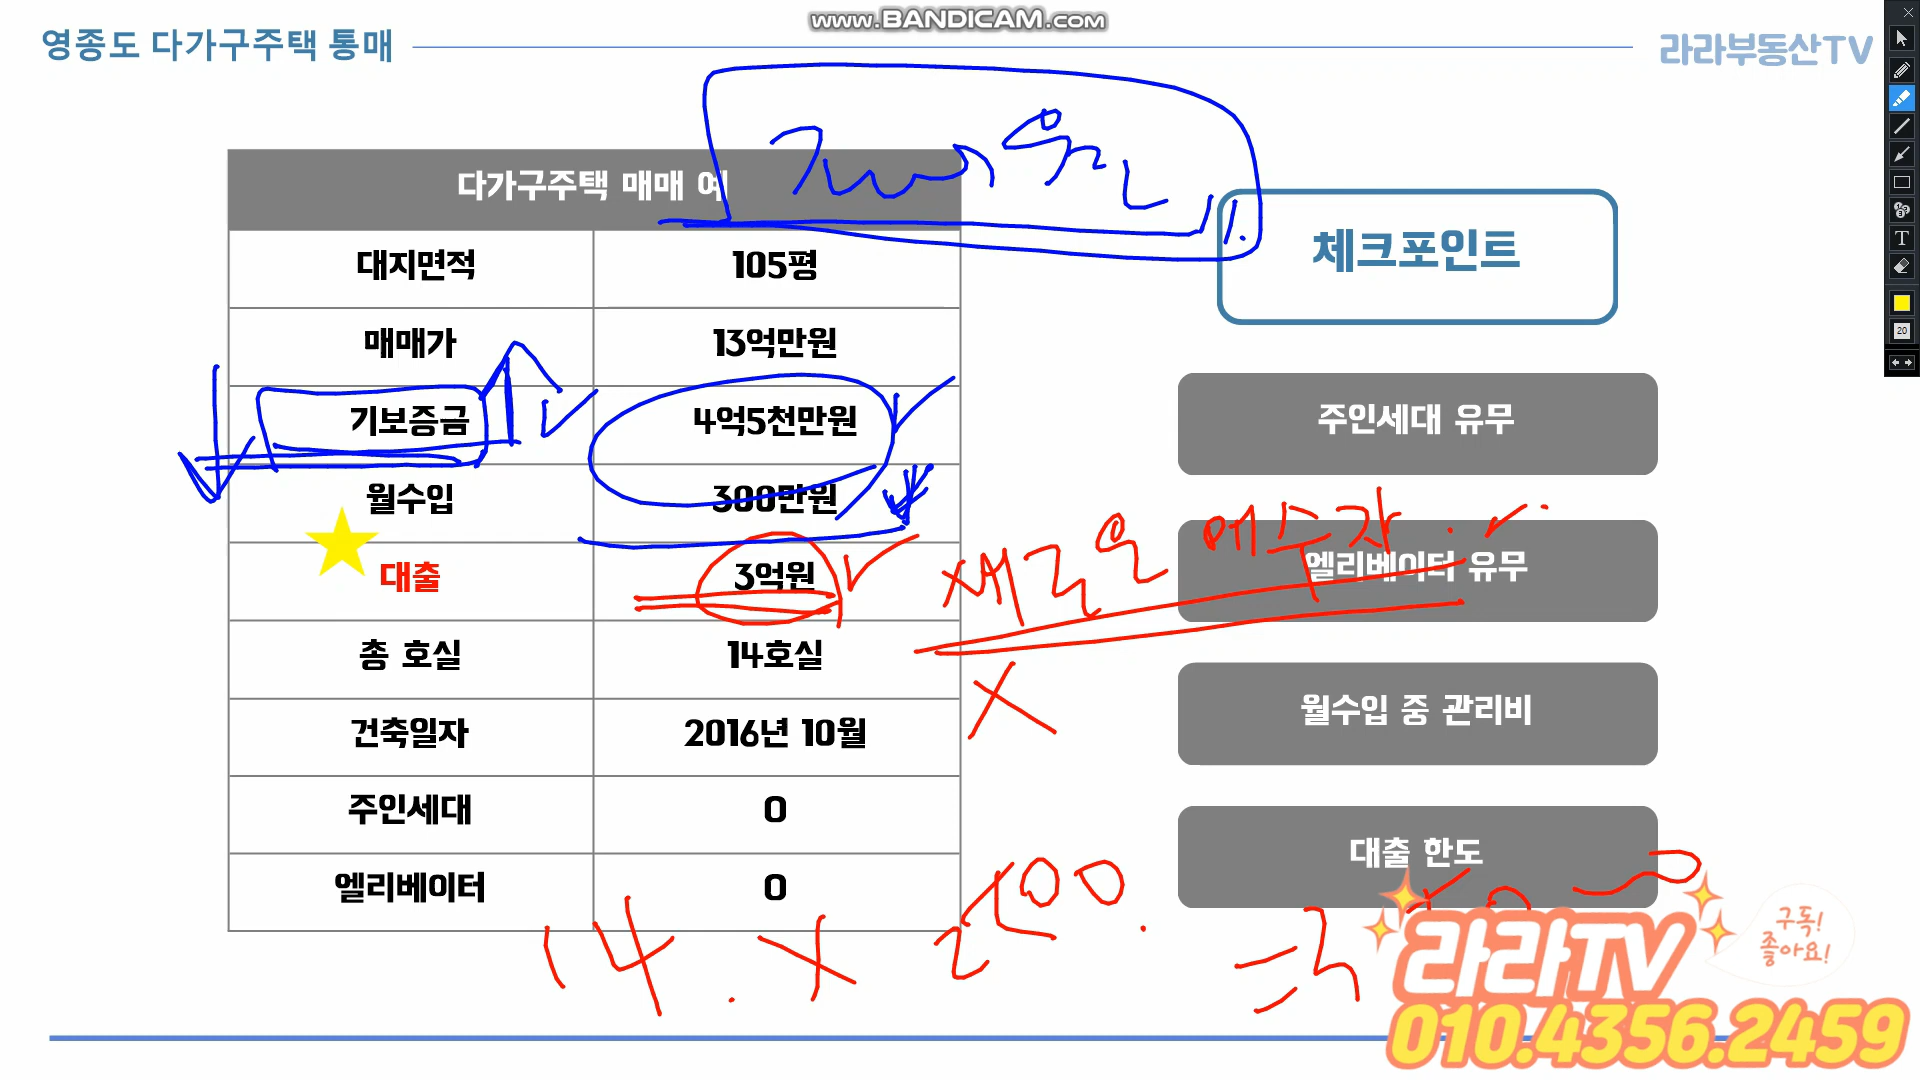 www.BANDICAM.com
영종도 다가구주택 통매
라라부동산TV
다가구주택 매매 예
대지면적 105평
매매가 13억만원
기보증금 4억5천만원
월수입 300만원
대출 3억원
총 호실 14호실
건축일자 2016년 10월
주인세대 O
엘리베이터 O
체크포인트
주인세대 유무
엘리베이터 유무
월수입 중 관리비
대출 한도
새로운 매수자
14 x
구독!
좋아요!
라라TV
010.4356.2459
T
20